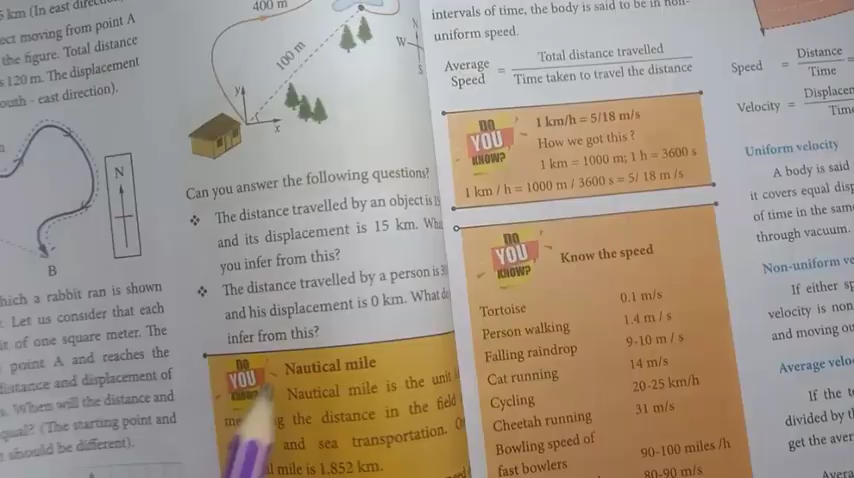 5 km (In east
ect moving from point A
the figure. Total distance
s 120 m. The displacement
outh - east direction).
N
B
hich a rabbit ran is shown
Let us consider that each
it of one square meter. The
point A and reaches the
distance and displacement of
s. When will the distance and
qual? (The starting point and
should be different).
400 m
100 m
N
W
S
y
x
Can you answer the following questions?
❖ The distance travelled by an object is
and its displacement is 15 km.
you infer from this?
❖ The distance travelled by a person is
and his displacement is 0 km. What
infer from this?
DO YOU KNOW?
Nautical mile
Nautical mile is the unit
the distance in the field
and sea transportation.
mile is 1.852 km.
intervals of time, the body is said to be in non-
uniform speed.
Average Speed = Total distance travelled / Time taken to travel the distance
DO YOU KNOW?
1 km/h = 5/18 m/s
How we got this ?
1 km = 1000 m; 1 h = 3600 s
1 km / h = 1000 m / 3600 s = 5/ 18 m /s
DO YOU KNOW?
Know the speed
Tortoise 0.1 m/s
Person walking 1.4 m / s
Falling raindrop 9-10 m / s
Cat running 14 m/s
Cycling 20-25 km/h
Cheetah running 31 m/s
Bowling speed of
fast bowlers 90-100 miles /h
80-90 m/s
Speed = Distance / Time =
Velocity =
Uniform velocity
A body is said
it covers equal
of time in the same
through vacuum.
Non-uniform
If either
velocity is non
and moving
Average
If the
divided by
get the